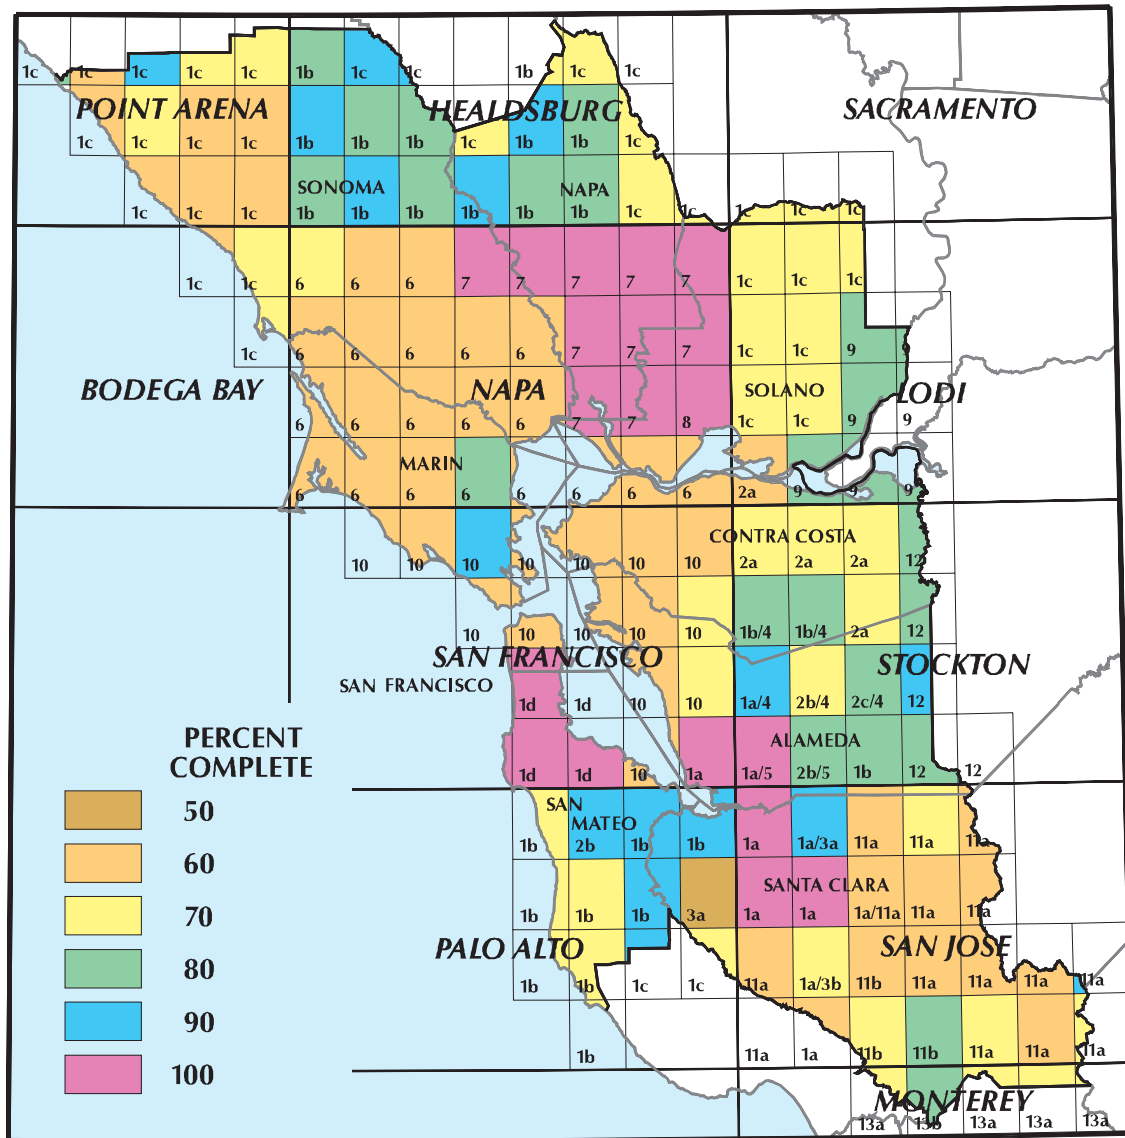 1c 1c 1c 1c 1c 1b 1c 1c 1b 1c 1c
POINT ARENA HEALDSBURG SACRAMENTO
1c 1c 1c 1c 1b 1b 1b 1c 1b 1b 1c
SONOMA NAPA
1c 1c 1c 1b 1b 1b 1b 1b 1b 1c 1c 1c 1c 1c
1c 1c 6 6 6 7 7 7 7 7 1c 1c 1c
1c 6 6 6 6 6 7 7 7 1c 1c 9 9
BODEGA BAY NAPA SOLANO LODI
6 6 6 6 6 7 7 8 1c 1c 9 9
MARIN
6 6 6 6 6 6 6 6 2a 9 9 9
CONTRA COSTA
10 10 10 10 10 10 10 2a 2a 2a 12
10 10 10 10 10 1b/4 1b/4 2a 12
SAN FRANCISCO STOCKTON
SAN FRANCISCO
1d 1d 10 10 1a/4 2b/4 2c/4 12
PERCENT
COMPLETE
ALAMEDA
1d 1d 10 1a 1a/5 2b/5 1b 12 12
50
SAN
MATEO
1b 2b 1b 1b 1a 1a/3a 11a 11a 11a
60
SANTA CLARA
1b 1b 1b 3a 1a 1a 1a/11a 11a 11a
70
PALO ALTO SAN JOSE
80
1b 1b 1c 1c 11a 1a/3b 11b 11a 11a 11a 11a
90
1b 11a 1a 11b 11b 11a 11a 11a
100
MONTEREY
13a 13b 13a 13a 13a